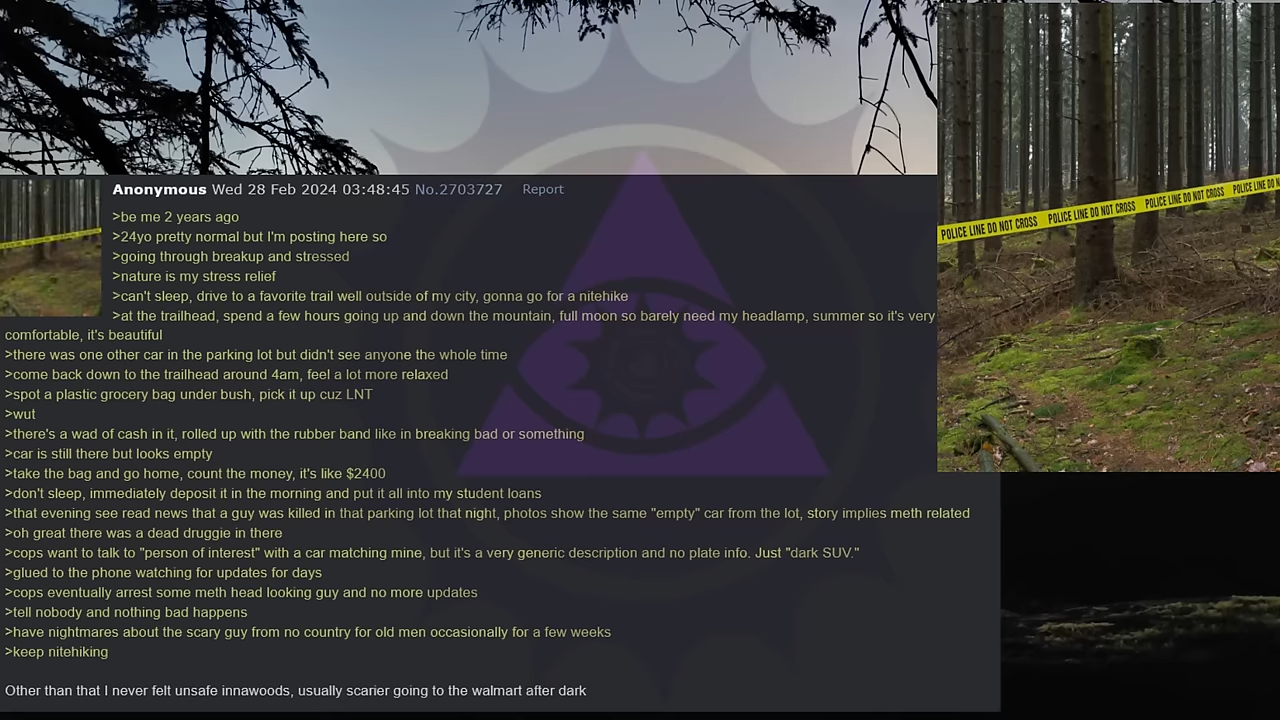 POLICE LINE DO NOT CROSS POLICE LINE DO NOT CROSS POLICE LINE DO NOT CROSS POLICE LINE DO N
Anonymous Wed 28 Feb 2024 03:48:45 No.2703727 Report
>be me 2 years ago
>24yo pretty normal but I'm posting here so
>going through breakup and stressed
>nature is my stress relief
>can't sleep, drive to a favorite trail well outside of my city, gonna go for a nitehike
>at the trailhead, spend a few hours going up and down the mountain, full moon so barely need my headlamp, summer so it's very
comfortable, it's beautiful
>there was one other car in the parking lot but didn't see anyone the whole time
>come back down to the trailhead around 4am, feel a lot more relaxed
>spot a plastic grocery bag under bush, pick it up cuz LNT
>wut
>there's a wad of cash in it, rolled up with the rubber band like in breaking bad or something
>car is still there but looks empty
>take the bag and go home, count the money, it's like $2400
>don't sleep, immediately deposit it in the morning and put it all into my student loans
>that evening see read news that a guy was killed in that parking lot that night, photos show the same "empty" car from the lot, story implies meth related
>oh great there was a dead druggie in there
>cops want to talk to "person of interest" with a car matching mine, but it's a very generic description and no plate info. Just "dark SUV."
>glued to the phone watching for updates for days
>cops eventually arrest some meth head looking guy and no more updates
>tell nobody and nothing bad happens
>have nightmares about the scary guy from no country for old men occasionally for a few weeks
>keep nitehiking
Other than that I never felt unsafe innawoods, usually scarier going to the walmart after dark